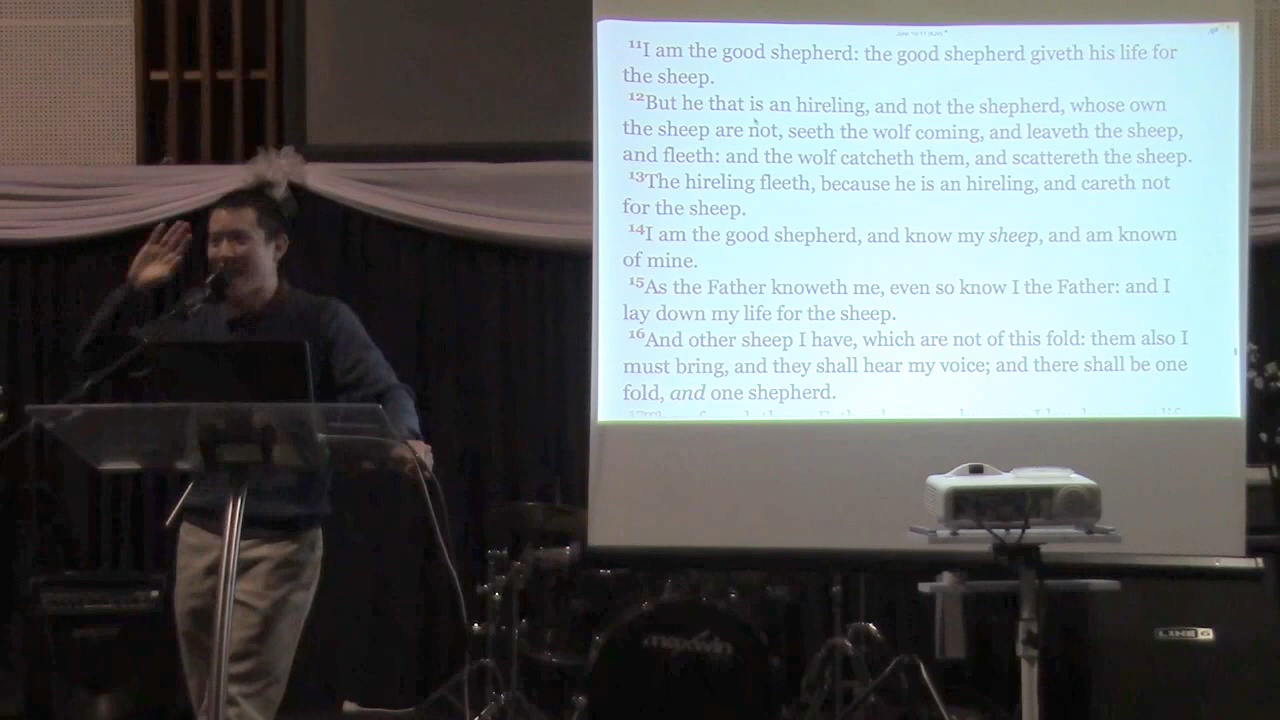 ¹¹I am the good shepherd: the good shepherd giveth his life for
the sheep.
¹²But he that is an hireling, and not the shepherd, whose own
the sheep are not, seeth the wolf coming, and leaveth the sheep,
and fleeth: and the wolf catcheth them, and scattereth the sheep.
¹³The hireling fleeth, because he is an hireling, and careth not
for the sheep.
¹⁴I am the good shepherd, and know my sheep, and am known
of mine.
¹⁵As the Father knoweth me, even so know I the Father: and I
lay down my life for the sheep.
¹⁶And other sheep I have, which are not of this fold: them also I
must bring, and they shall hear my voice; and there shall be one
fold, and one shepherd.
mapwin
LINE 6